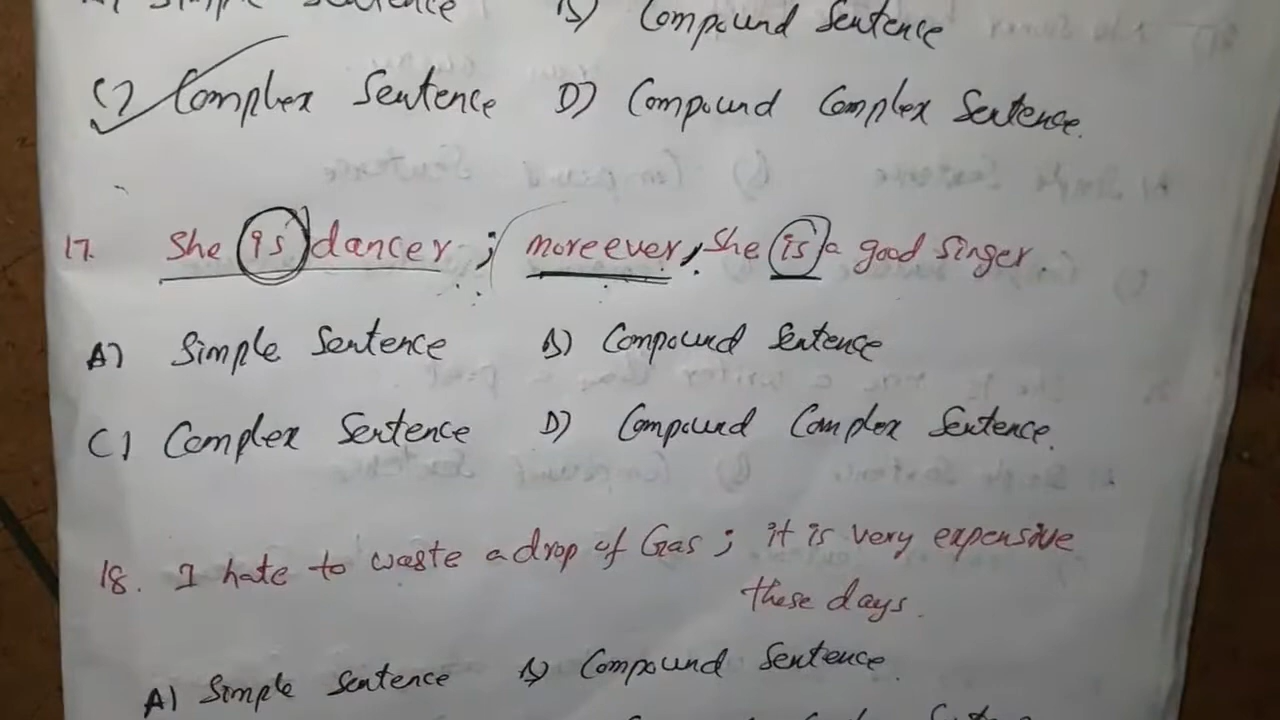 A) Simple Sentence B) Compound Sentence
C) Complex Sentence D) Compound Complex Sentence.
17. She is dancer ; moreever, she is a good singer.
A) Simple Sentence B) Compound Sentence
C) Complex Sentence D) Compound Complex Sentence.
18. I hate to waste a drop of Gas ; it is very expensive
these days.
A) Simple Sentence B) Compound Sentence.